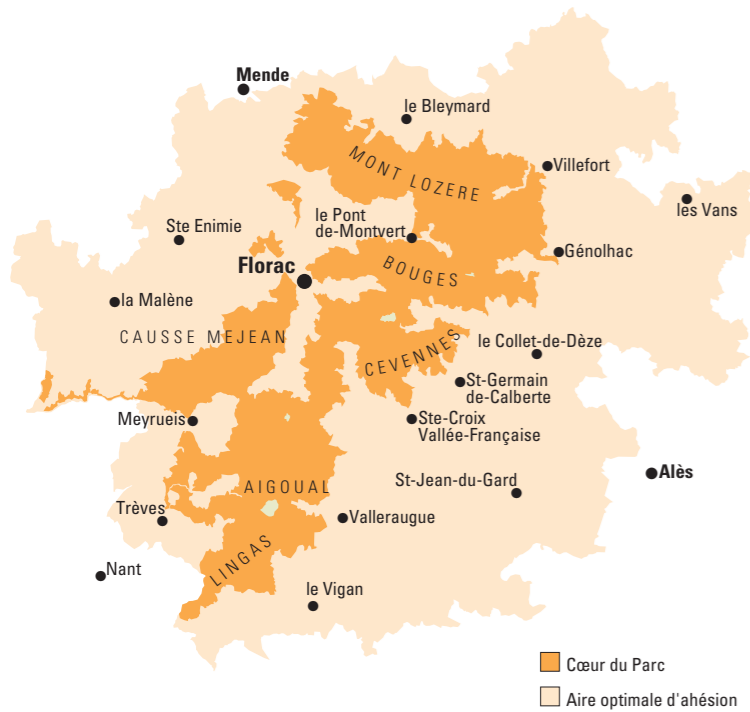 Mende
le Bleymard
MONT LOZERE
Villefort
les Vans
Ste Enimie
le Pont
de-Montvert
Génolhac
Florac
BOUGES
la Malène
CAUSSE MEJEAN
CEVENNES
le Collet-de-Dèze
St-Germain
de-Calberte
Meyrueis
Ste-Croix
Vallée-Française
Alès
AIGOUAL
St-Jean-du-Gard
Trèves
Valleraugue
LINGAS
Nant
le Vigan
Cœur du Parc
Aire optimale d'ahésion